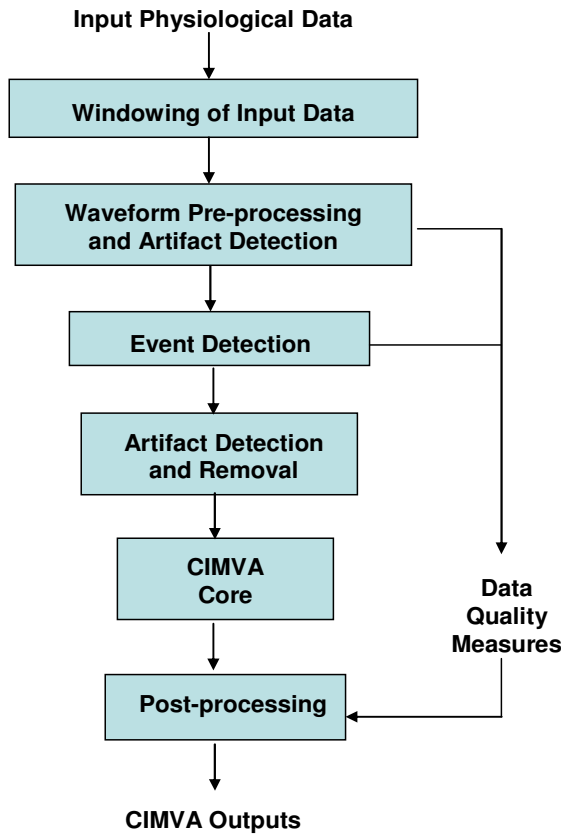 Input Physiological Data
Windowing of Input Data
Waveform Pre-processing
and Artifact Detection
Event Detection
Artifact Detection
and Removal
CIMVA
Core
Data
Quality
Measures
Post-processing
CIMVA Outputs